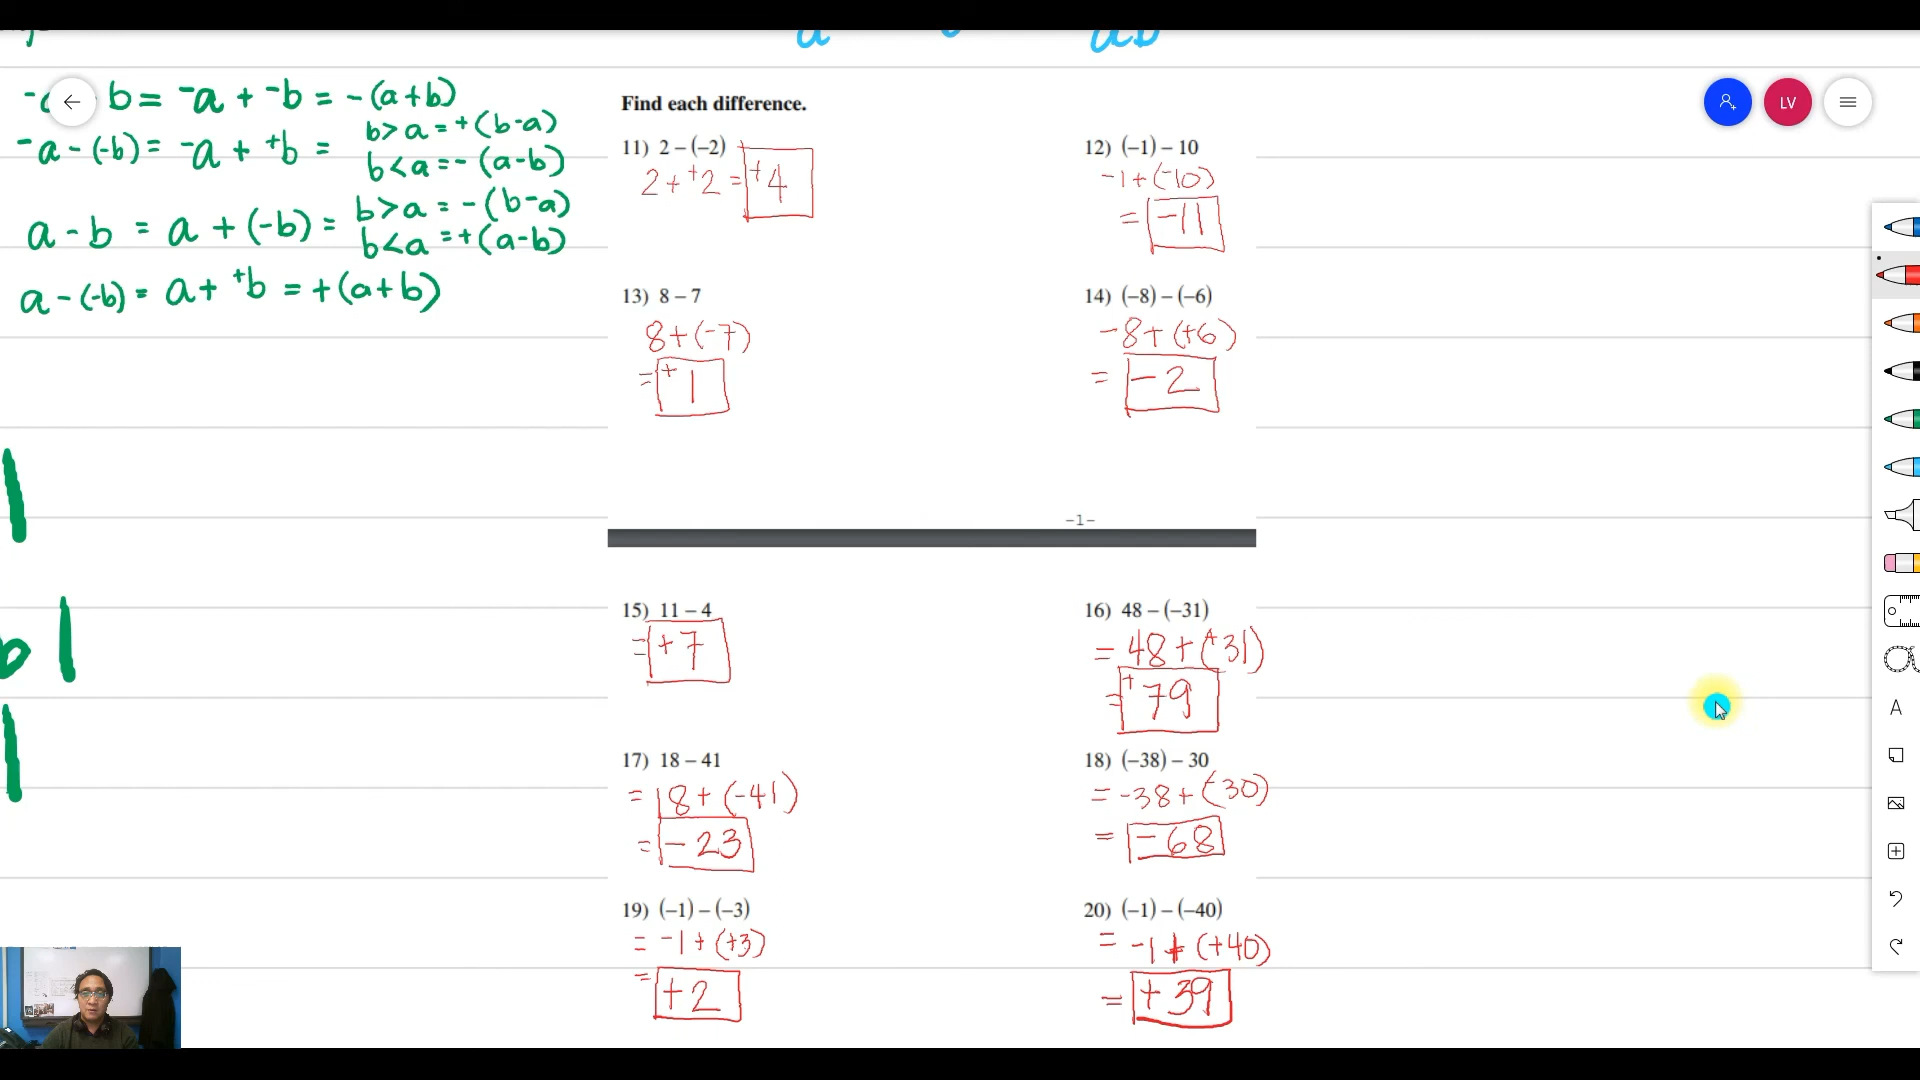 b = -a + -b = -(a+b)
-a - (-b) = -a + +b =
b>a = +(b-a)
b<a = -(a-b)
a - b = a + (-b) =
b>a = -(b-a)
b<a = +(a-b)
a - (-b) = a + +b = +(a+b)
Find each difference.
11) 2 – (–2)
2 + +2 = +4
12) (–1) – 10
-1 + (-10)
= -11
13) 8 – 7
8 + (-7)
= +1
14) (–8) – (–6)
-8 + (+6)
= -2
-1-
15) 11 – 4
= +7
16) 48 – (–31)
= 48 + (+31)
= +79
17) 18 – 41
= 18 + (-41)
= -23
18) (–38) – 30
= -38 + (-30)
= -68
19) (–1) – (–3)
= -1 + (+3)
= +2
20) (–1) – (–40)
= -1 + (+40)
= +39
LV
A